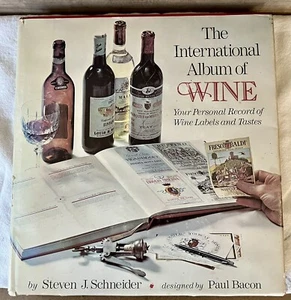 The
International
Album of
WINE
Your Personal Record of
Wine Labels and Tastes
FRESCOBALDI
by Steven J. Schneider • designed by Paul Bacon